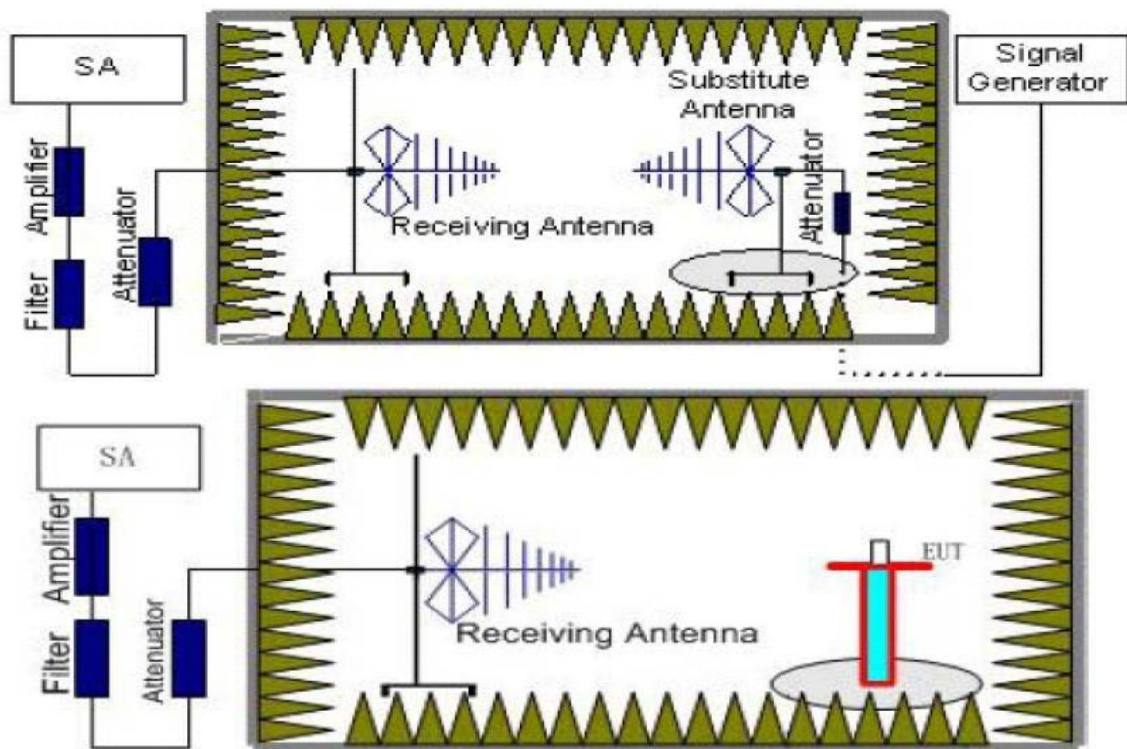 SA
Signal
Generator
Substitute
Antenna
Amplifier
Attenuator
Filter
Receiving Antenna
Attenuator
SA
Amplifier
Filter
Attenuator
Receiving Antenna
EUT